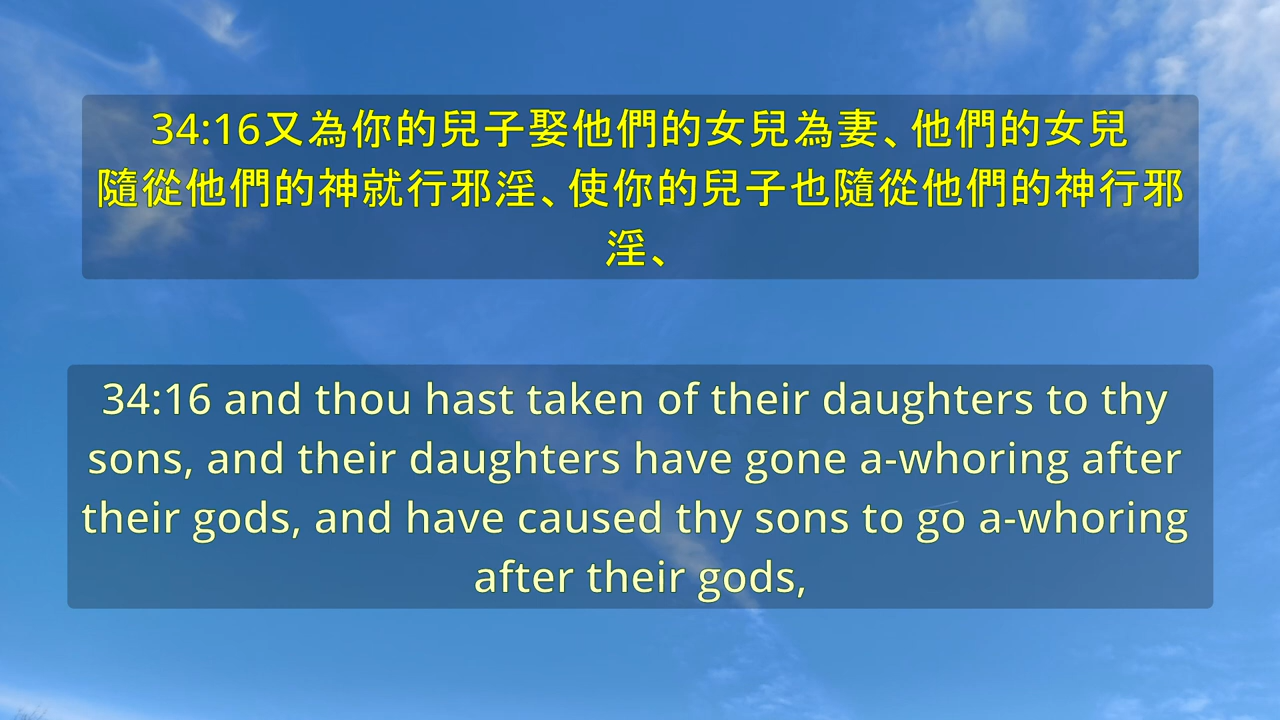 34:16又為你的兒子娶他們的女兒為妻、他們的女兒
隨從他們的神就行邪淫、使你的兒子也隨從他們的神行邪
淫、
34:16 and thou hast taken of their daughters to thy
sons, and their daughters have gone a-whoring after
their gods, and have caused thy sons to go a-whoring
after their gods,